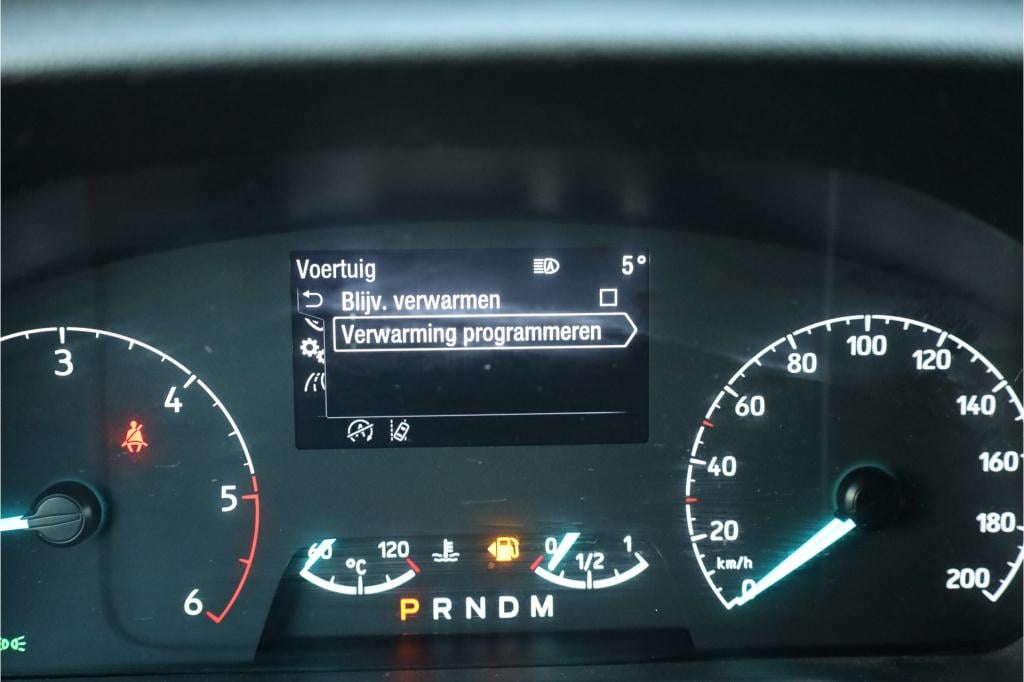 Voertuig 5°
Blijv. verwarmen
Verwarming programmeren
3
4
5
6
60 120
°C
0 1/2 1
P R N D M
0
20
40
60
80
100
120
140
160
180
200
km/h